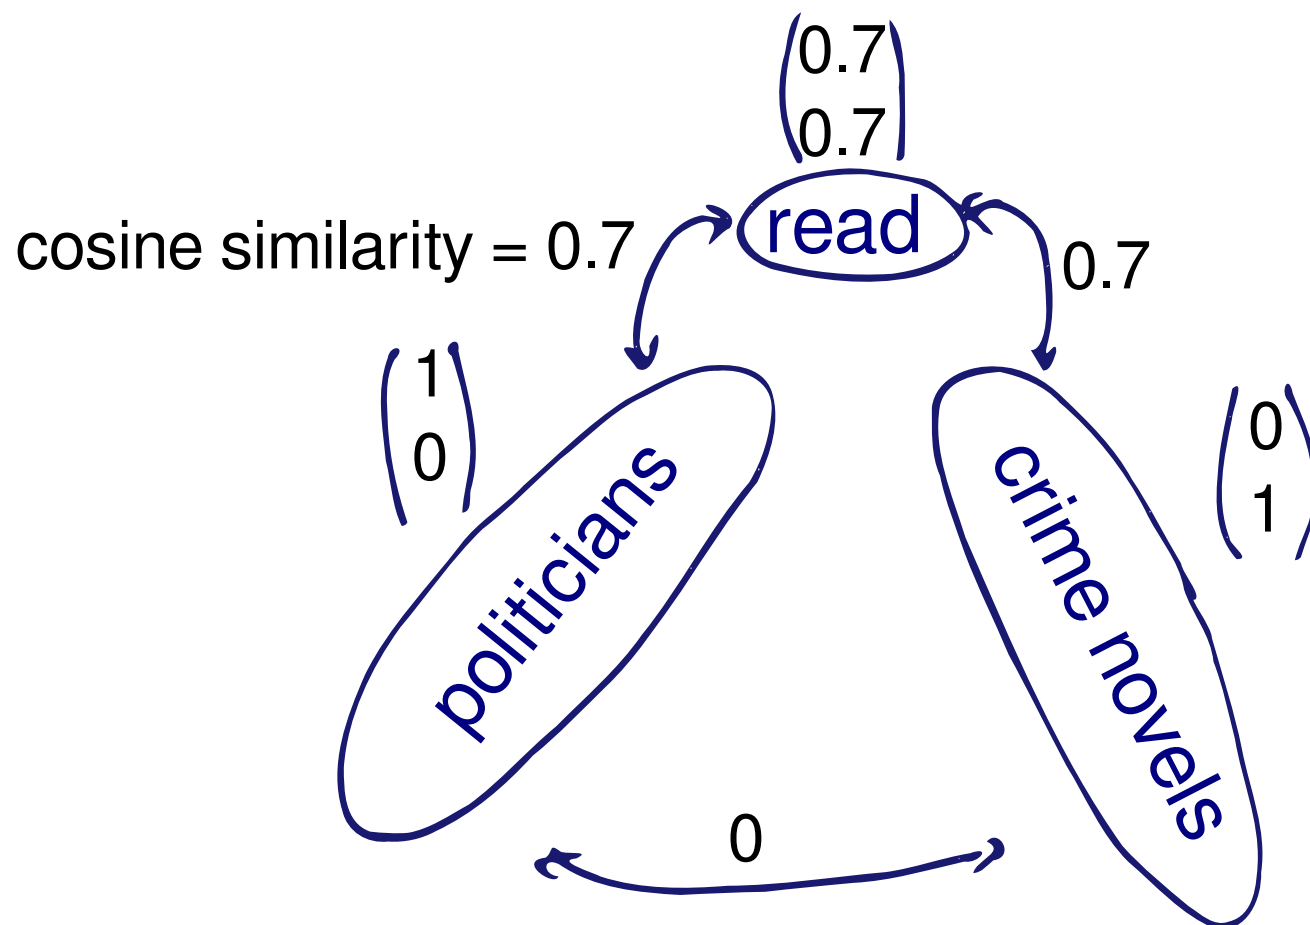 0.7
0.7
read
cosine similarity = 0.7
0.7
1
0
0
1
politicians
crime novels
0